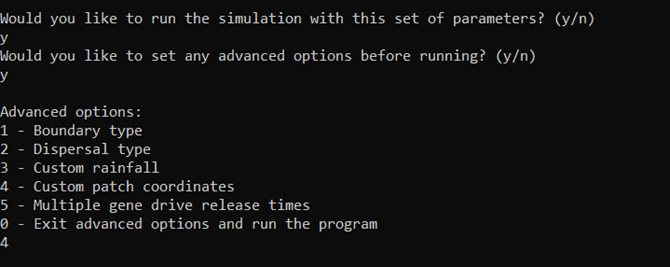 Would you like to run the simulation with this set of parameters? (y/n)
y
Would you like to set any advanced options before running? (y/n)
y
Advanced options:
1 - Boundary type
2 - Dispersal type
3 - Custom rainfall
4 - Custom patch coordinates
5 - Multiple gene drive release times
0 - Exit advanced options and run the program
4